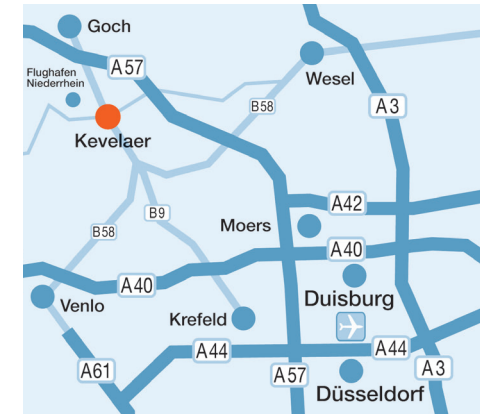 Goch
A57
Wesel
Flughafen
Niederrhein
B58
A3
Kevelaer
A42
B9
Moers
B58
A40
A40
Duisburg
Venlo
Krefeld
A44
A44
A61
A57
A3
Düsseldorf